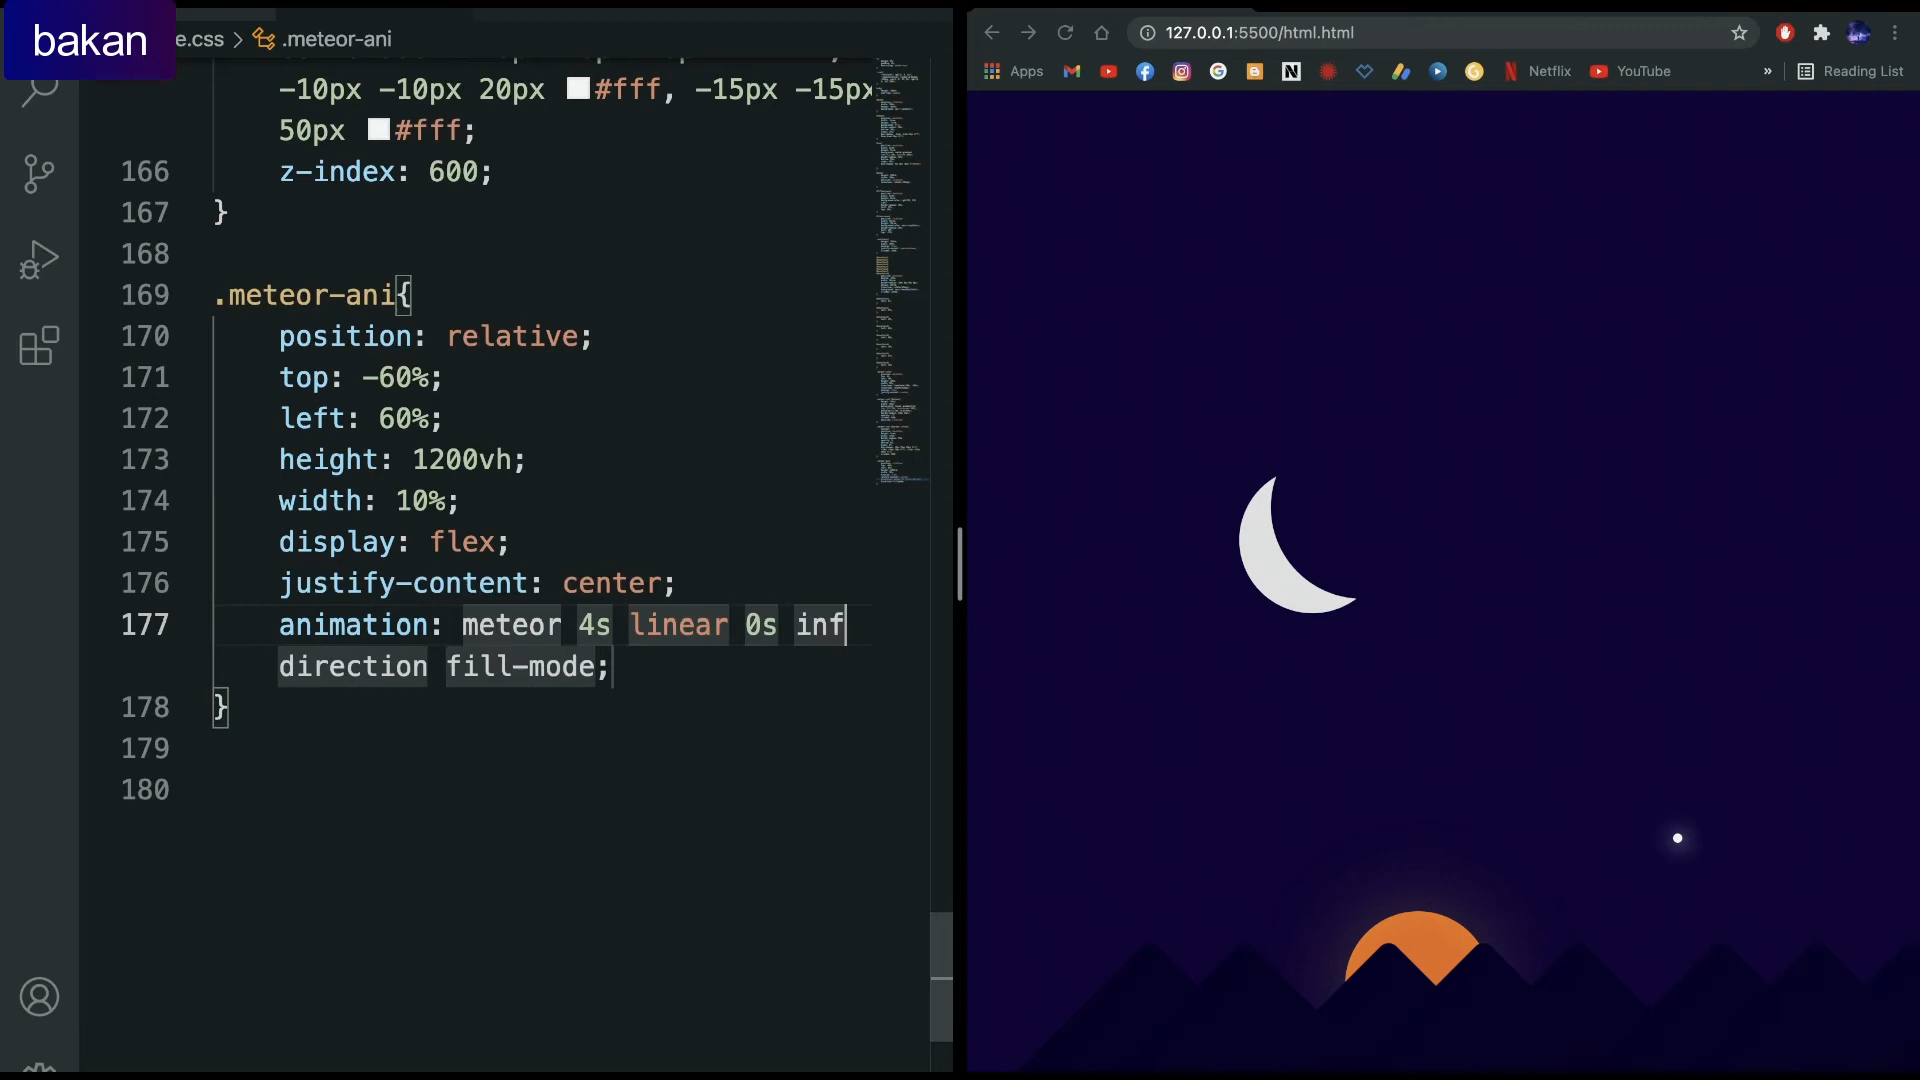 bakan
e.css > .meteor-ani
-10px -10px 20px #fff, -15px -15px
50px #fff;
166 z-index: 600;
167 }
168
169 .meteor-ani{
170 position: relative;
171 top: -60%;
172 left: 60%;
173 height: 1200vh;
174 width: 10%;
175 display: flex;
176 justify-content: center;
177 animation: meteor 4s linear 0s inf
direction fill-mode;
178 }
179
180
127.0.0.1:5500/html.html
Apps Netflix YouTube » Reading List